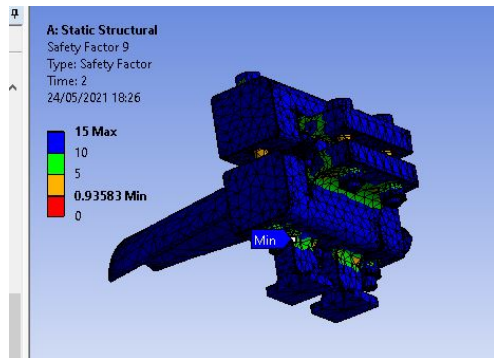 A: Static Structural
Safety Factor 9
Type: Safety Factor
Time: 2
24/05/2021 18:26
15 Max
10
5
0.93583 Min
0
Min